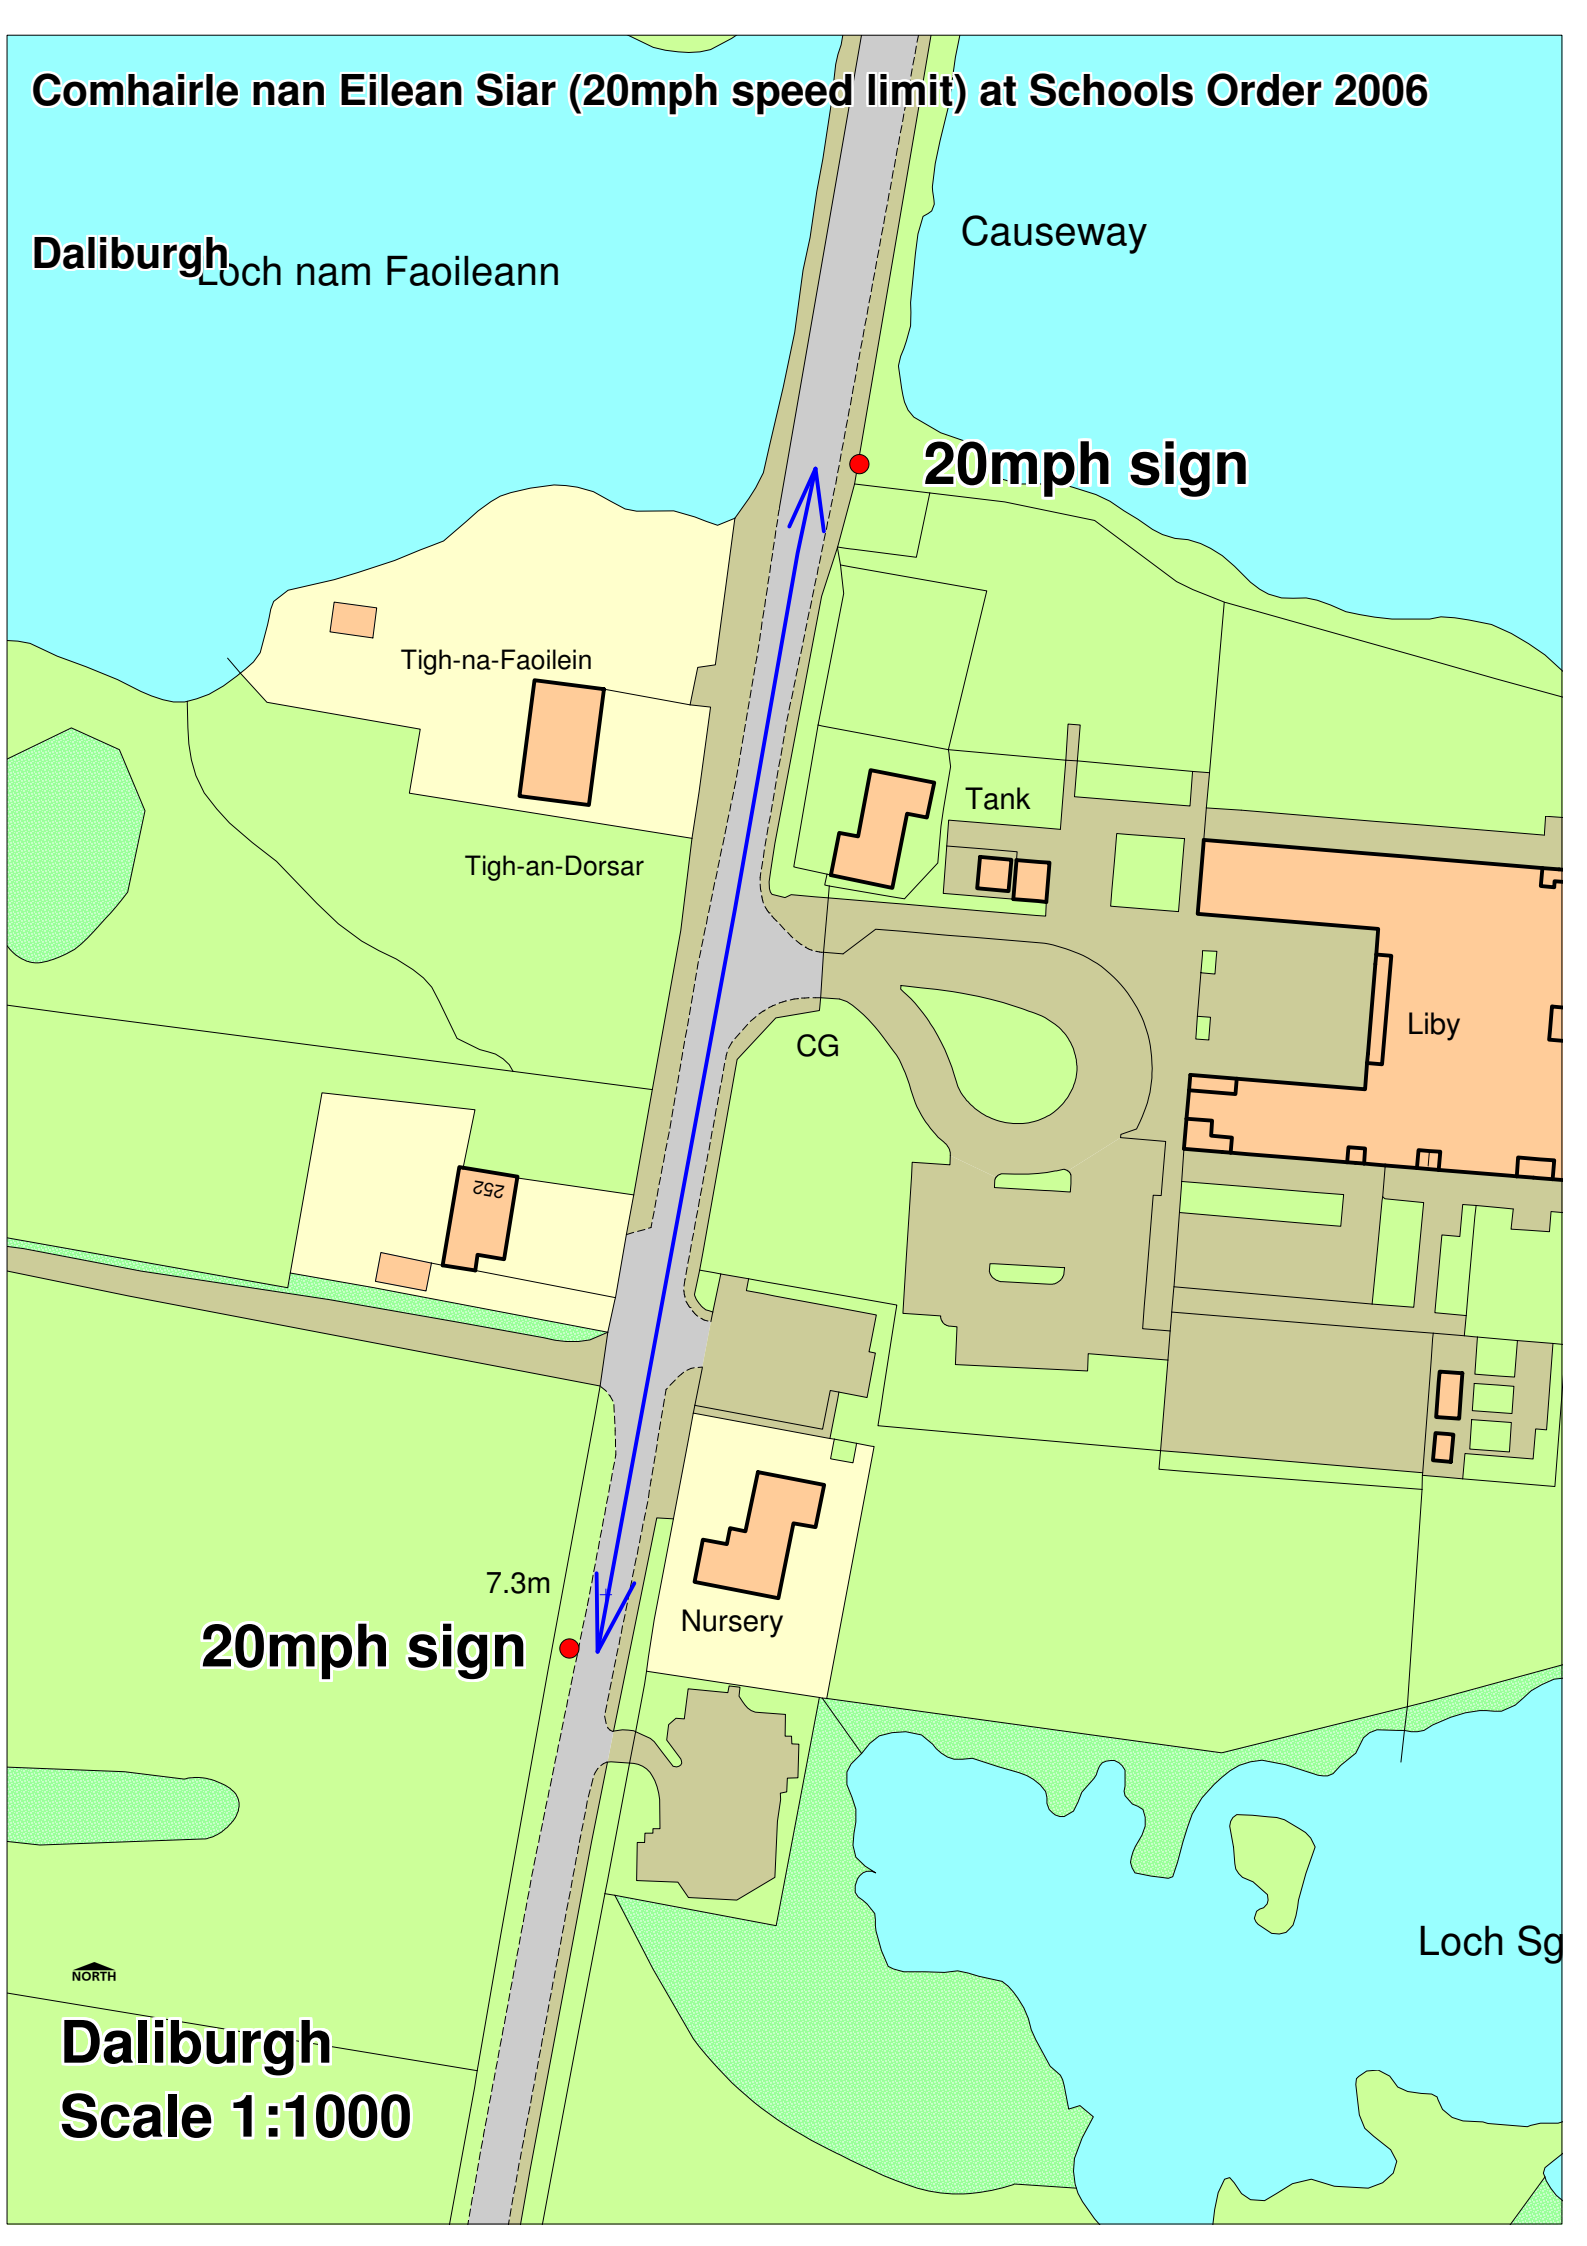 Comhairle nan Eilean Siar (20mph speed limit) at Schools Order 2006
Causeway
Daliburgh
Loch nam Faoileann
20mph sign
Tigh-na-Faoilein
Tank
Tigh-an-Dorsar
Liby
CG
252
7.3m
Nursery
20mph sign
Loch Sg
NORTH
Daliburgh
Scale 1:1000